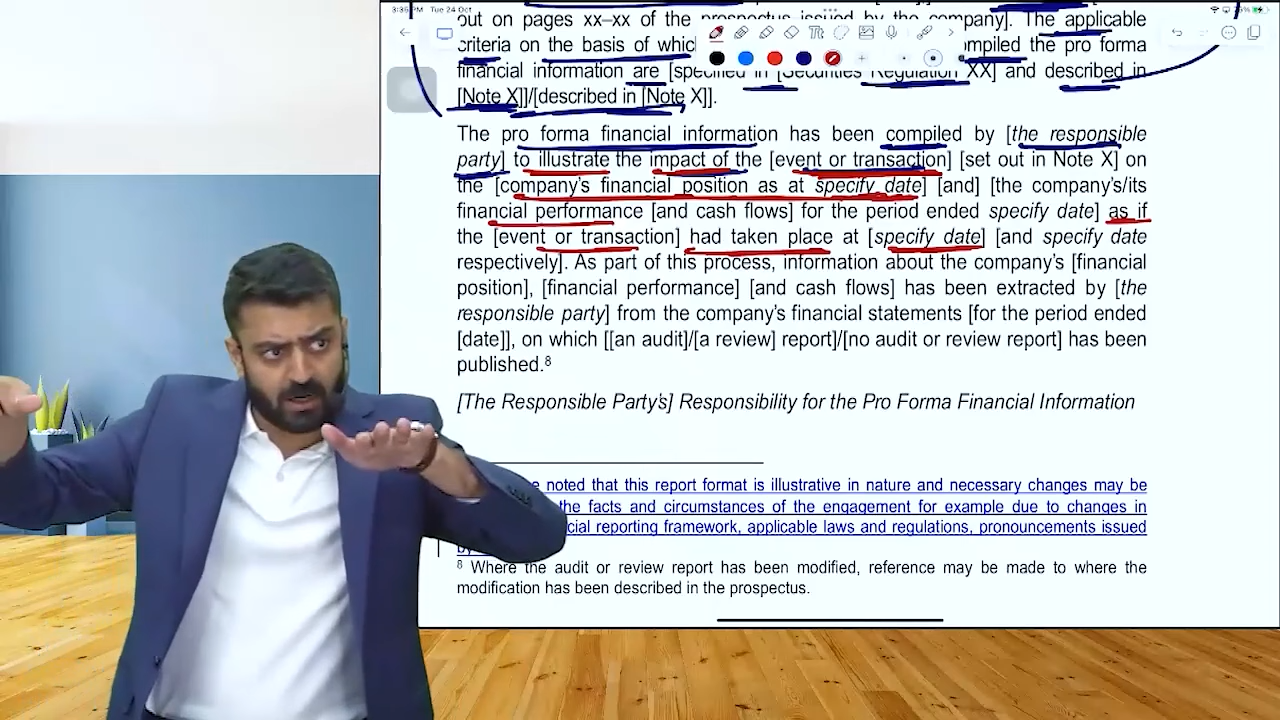 3:35 PM Tue 24 Oct
out on pages xx–xx of the prospectus issued by the company]. The applicable
criteria on the basis of which compiled the pro forma
financial information are [specified in [Securities Regulation XX] and described in
[Note X]]/[described in [Note X]].
The pro forma financial information has been compiled by [the responsible
party] to illustrate the impact of the [event or transaction] [set out in Note X] on
the [company's financial position as at specify date] [and] [the company's/its
financial performance [and cash flows] for the period ended specify date] as if
the [event or transaction] had taken place at [specify date] [and specify date
respectively]. As part of this process, information about the company's [financial
position], [financial performance] [and cash flows] has been extracted by [the
responsible party] from the company's financial statements [for the period ended
[date]], on which [[an audit]/[a review] report]/[no audit or review report] has been
published.8
[The Responsible Party's] Responsibility for the Pro Forma Financial Information
noted that this report format is illustrative in nature and necessary changes may be
the facts and circumstances of the engagement for example due to changes in
reporting framework, applicable laws and regulations, pronouncements issued
8 Where the audit or review report has been modified, reference may be made to where the
modification has been described in the prospectus.